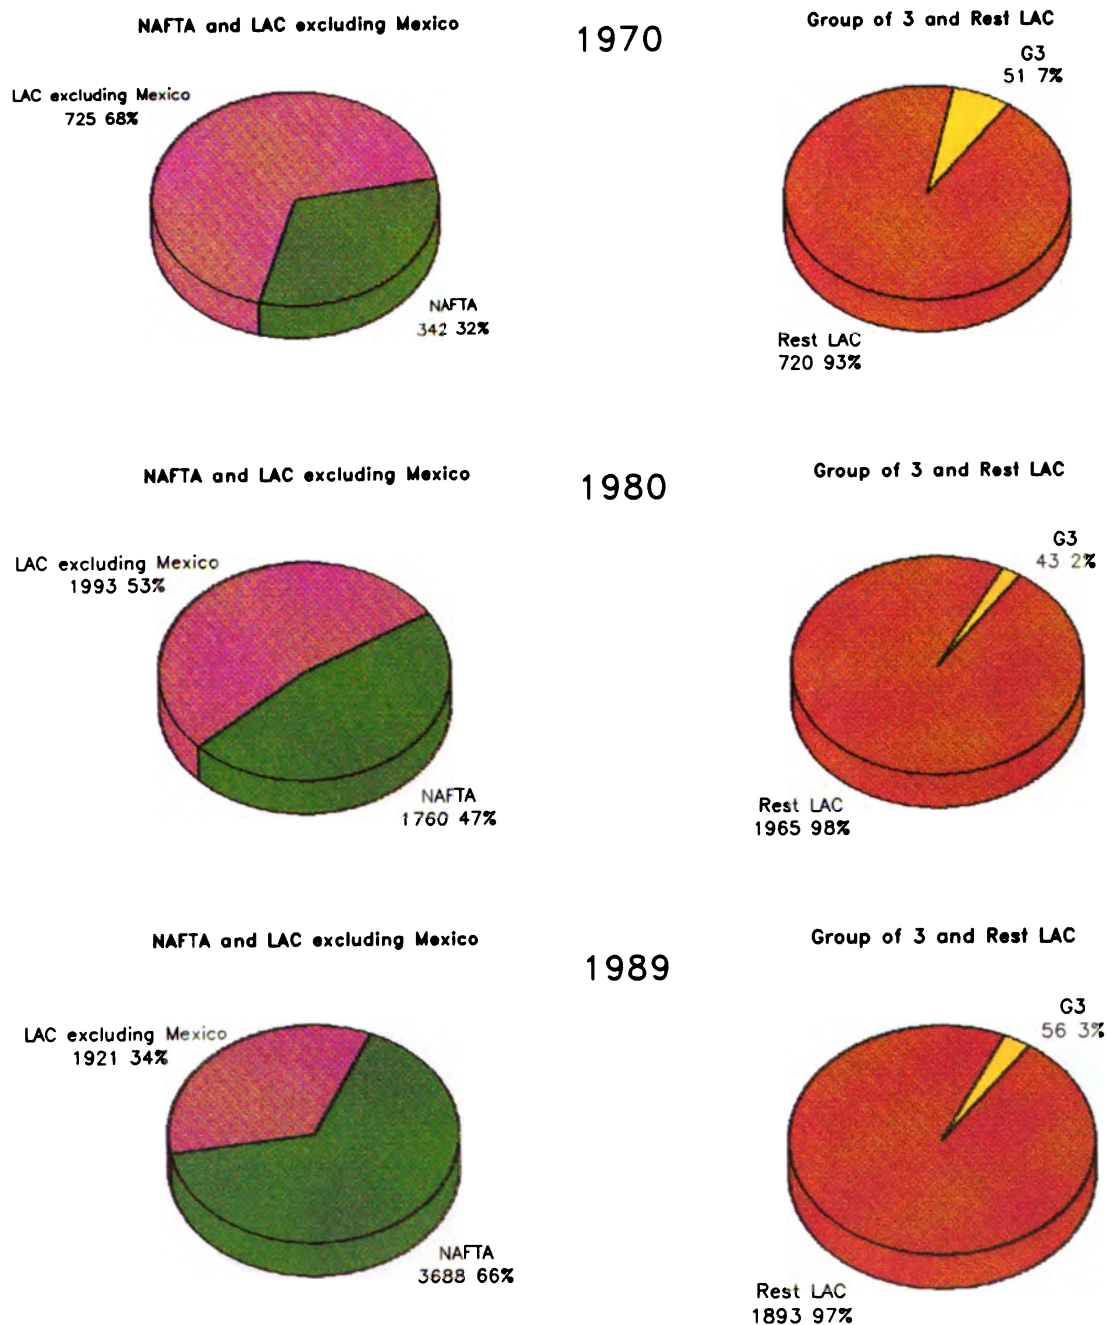 NAFTA and LAC excluding Mexico
1970
Group of 3 and Rest LAC
LAC excluding Mexico
725 68%
NAFTA
342 32%
G3
51 7%
Rest LAC
720 93%
NAFTA and LAC excluding Mexico
1980
Group of 3 and Rest LAC
LAC excluding Mexico
1993 53%
NAFTA
1760 47%
G3
43 2%
Rest LAC
1965 98%
NAFTA and LAC excluding Mexico
1989
Group of 3 and Rest LAC
LAC excluding Mexico
1921 34%
NAFTA
3688 66%
G3
56 3%
Rest LAC
1893 97%